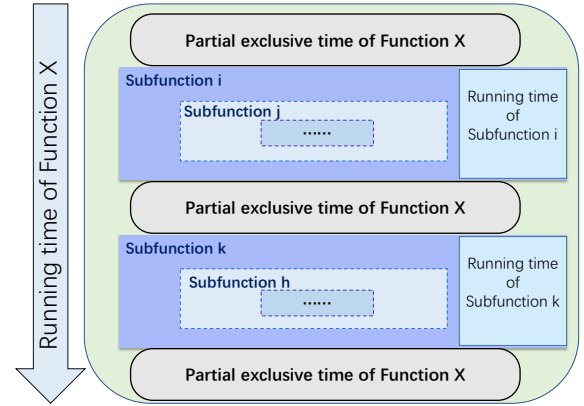 Running time of Function X
Partial exclusive time of Function X
Subfunction i
Subfunction j
......
Running time
of
Subfunction i
Partial exclusive time of Function X
Subfunction k
Subfunction h
......
Running time
of
Subfunction k
Partial exclusive time of Function X